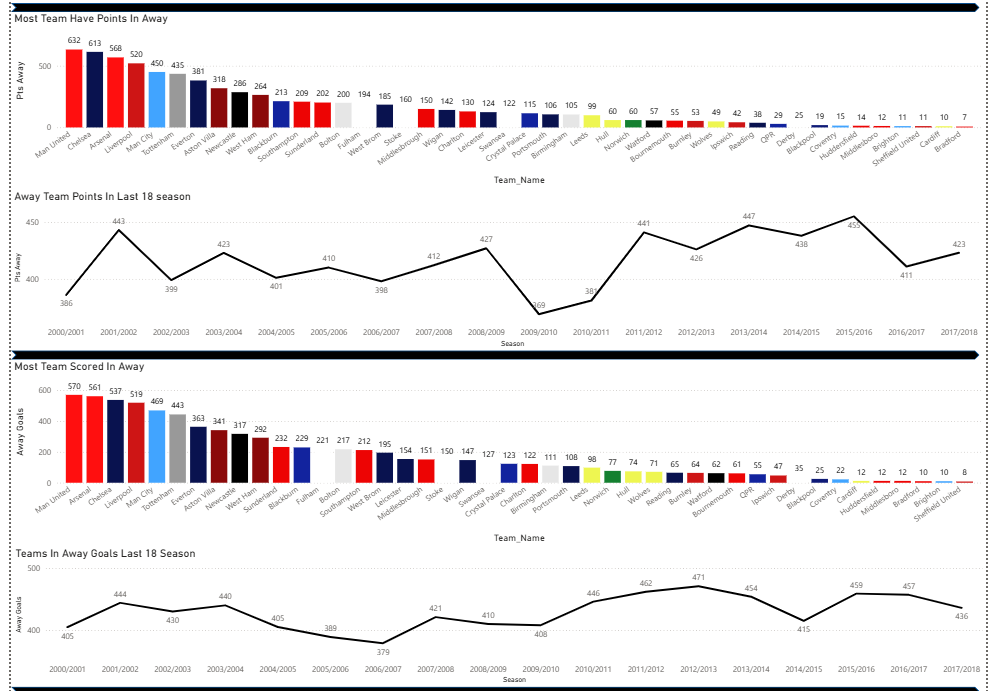 Most Team Have Points In Away
632 613 568 520 450 435 381 318 286 264 213 209 202 200 194 185 160 150 142 130 124 122 115 106 105 99 60 60 57 55 53 49 42 38 29 25 19 15 14 12 11 11 10 7
500
0
Pts Away
Man United Chelsea Arsenal Liverpool Man City Tottenham Everton Aston Villa Newcastle West Ham Blackburn Southampton Sunderland Bolton Fulham West Brom Stoke Middlesbrough Wigan Charlton Leicester Swansea Crystal Palace Portsmouth Birmingham Leeds Hull Norwich Watford Bournemouth Burnley Wolves Ipswich Reading QPR Derby Blackpool Coventry Huddersfield Middlesboro Brighton Sheffield United Cardiff Bradford
Team_Name
Away Team Points In Last 18 season
450
400
Pts Away
386 443 399 423 401 410 398 412 427 369 381 441 426 447 438 455 411 423
2000/2001 2001/2002 2002/2003 2003/2004 2004/2005 2005/2006 2006/2007 2007/2008 2008/2009 2009/2010 2010/2011 2011/2012 2012/2013 2013/2014 2014/2015 2015/2016 2016/2017 2017/2018
Season
Most Team Scored In Away
570 561 537 519 469 443 363 341 317 292 232 229 221 217 212 195 154 151 150 147 127 123 122 111 108 98 77 74 71 65 64 62 61 55 47 35 25 22 12 12 12 10 10 8
600
400
200
0
Away Goals
Man United Arsenal Chelsea Liverpool Man City Tottenham Everton Aston Villa Newcastle West Ham Sunderland Blackburn Fulham Bolton Southampton West Brom Leicester Middlesbrough Stoke Wigan Swansea Crystal Palace Charlton Birmingham Portsmouth Leeds Norwich Hull Wolves Reading Burnley Watford Bournemouth QPR Ipswich Derby Blackpool Coventry Cardiff Huddersfield Middlesboro Bradford Brighton Sheffield United
Team_Name
Teams In Away Goals Last 18 Season
500
400
Away Goals
405 444 430 440 405 389 379 421 410 408 446 462 471 454 415 459 457 436
2000/2001 2001/2002 2002/2003 2003/2004 2004/2005 2005/2006 2006/2007 2007/2008 2008/2009 2009/2010 2010/2011 2011/2012 2012/2013 2013/2014 2014/2015 2015/2016 2016/2017 2017/2018
Season